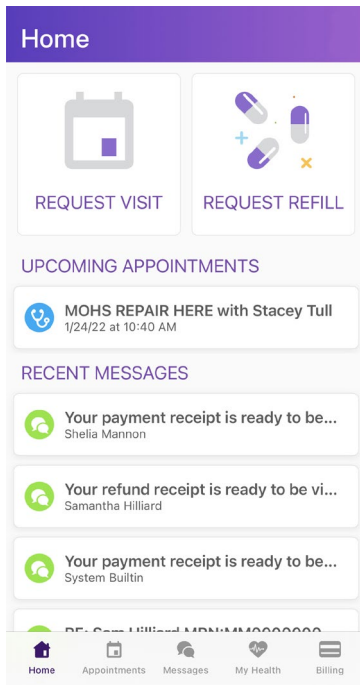 Home
REQUEST VISIT
REQUEST REFILL
UPCOMING APPOINTMENTS
MOHS REPAIR HERE with Stacey Tull
1/24/22 at 10:40 AM
RECENT MESSAGES
Your payment receipt is ready to be...
Shelia Mannon
Your refund receipt is ready to be vi...
Samantha Hilliard
Your payment receipt is ready to be...
System Builtin
Home
Appointments
Messages
My Health
Billing